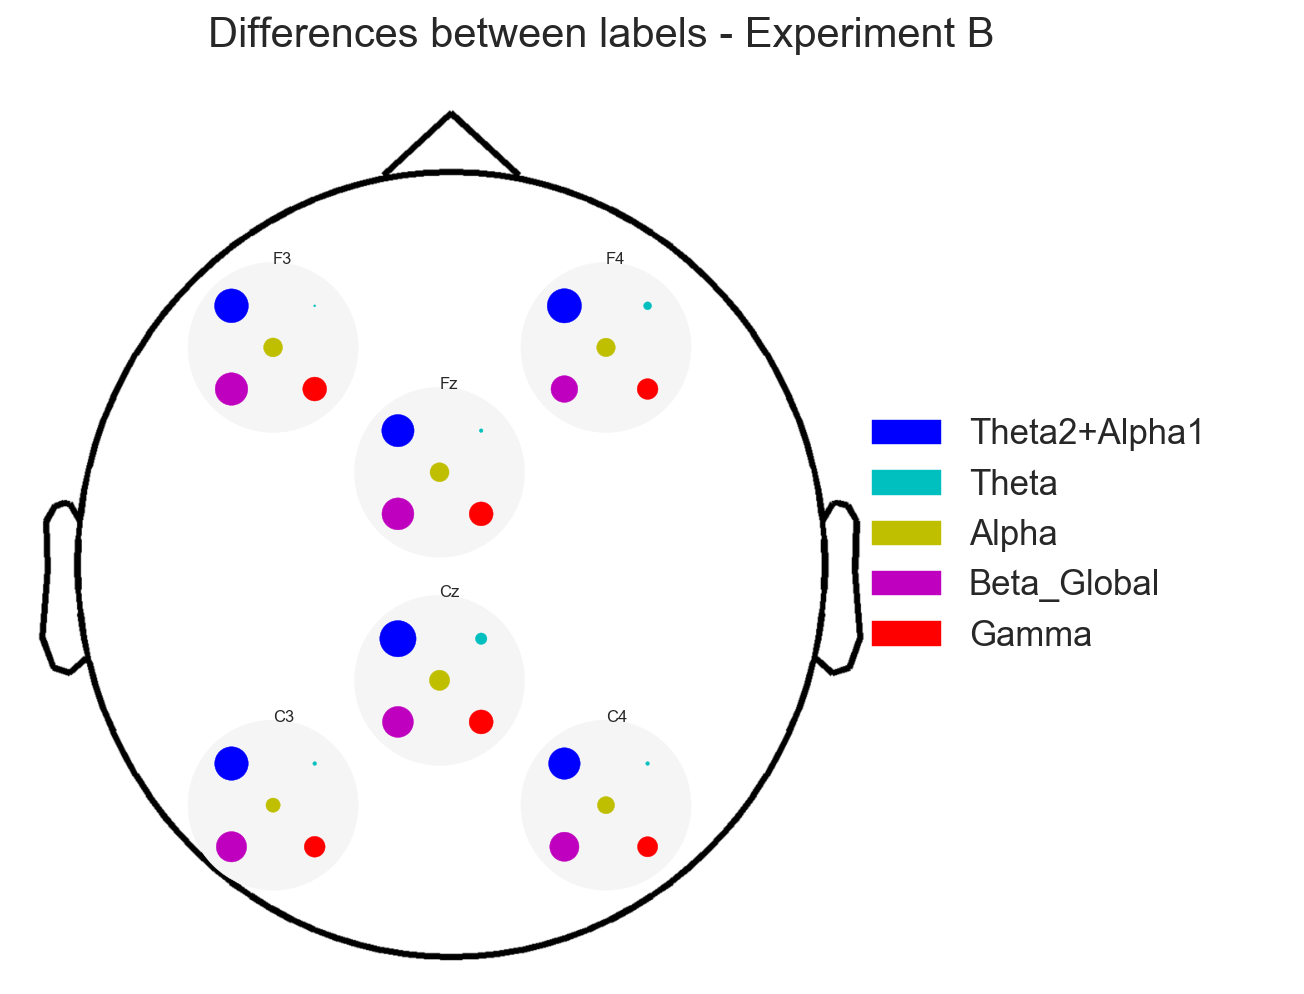 Differences between labels - Experiment B
F3
F4
Fz
Cz
C3
C4
Theta2+Alpha1
Theta
Alpha
Beta_Global
Gamma